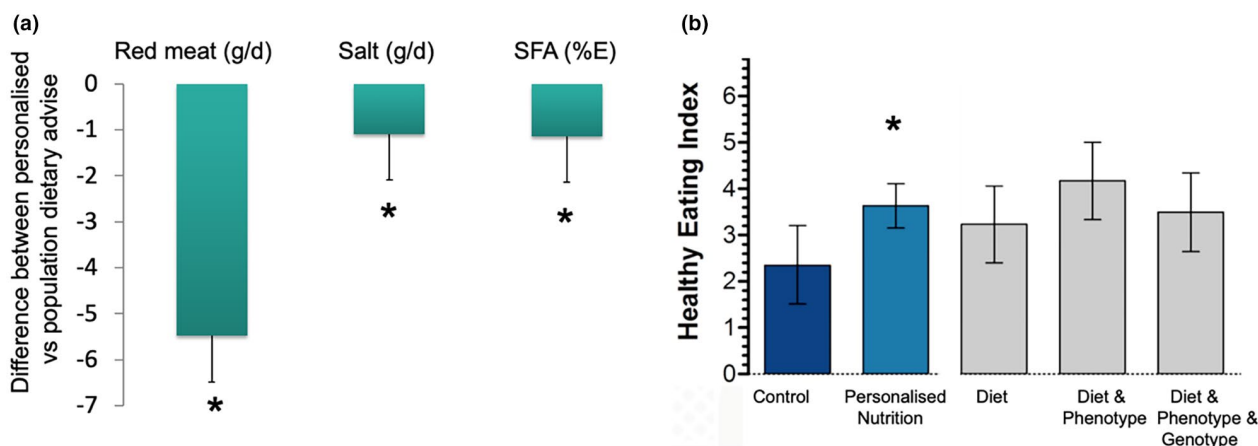 (a)
Red meat (g/d) Salt (g/d) SFA (%E)
Difference between personalised
vs population dietary advise
0
-1
-2
-3
-4
-5
-6
-7
*
*
*
(b)
Healthy Eating Index
6
5
4
3
2
1
0
*
Control
Personalised
Nutrition
Diet
Diet &
Phenotype
Diet &
Phenotype &
Genotype